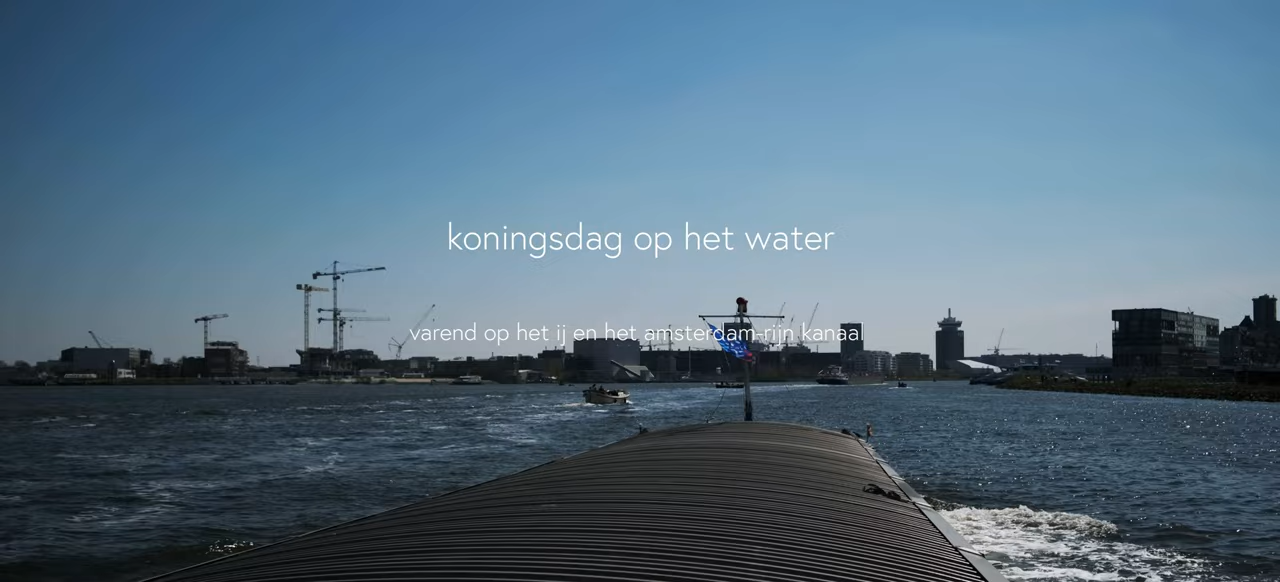 koningsdag op het water
varend op het ij en het amsterdam-rijn kanaal